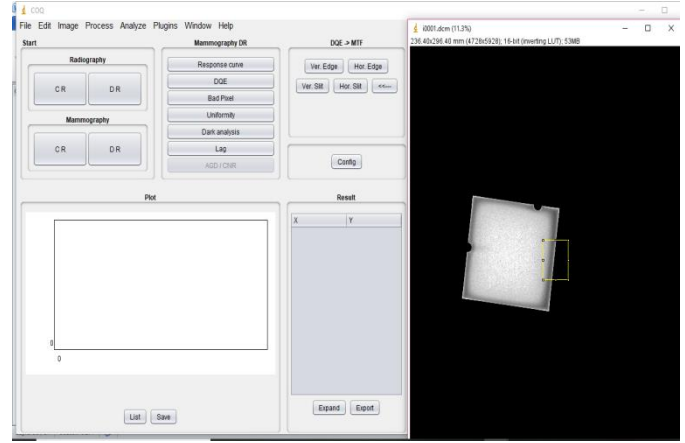 COQ
File Edit Image Process Analyze Plugins Window Help
Start
Radiography
CR DR
Mammography
CR DR
Mammography DR
Response curve
DQE
Bad Pixel
Uniformity
Dark analysis
Lag
AGD / CNR
DQE -> MTF
Ver. Edge Hor. Edge
Ver. Slit Hor. Slit <<---
Config
Plot
0
0
List Save
Result
X Y
Expand Export
i0001.dcm (11.3%)
236.40x296.40 mm (4728x5928); 16-bit (inverting LUT); 53MB